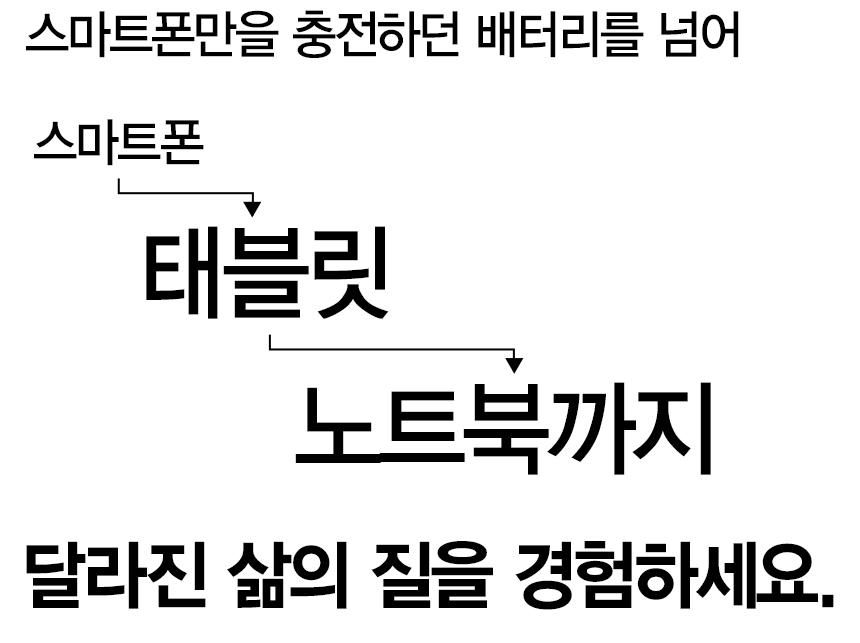 스마트폰만을 충전하던 배터리를 넘어
스마트폰
태블릿
노트북까지
달라진 삶의 질을 경험하세요.